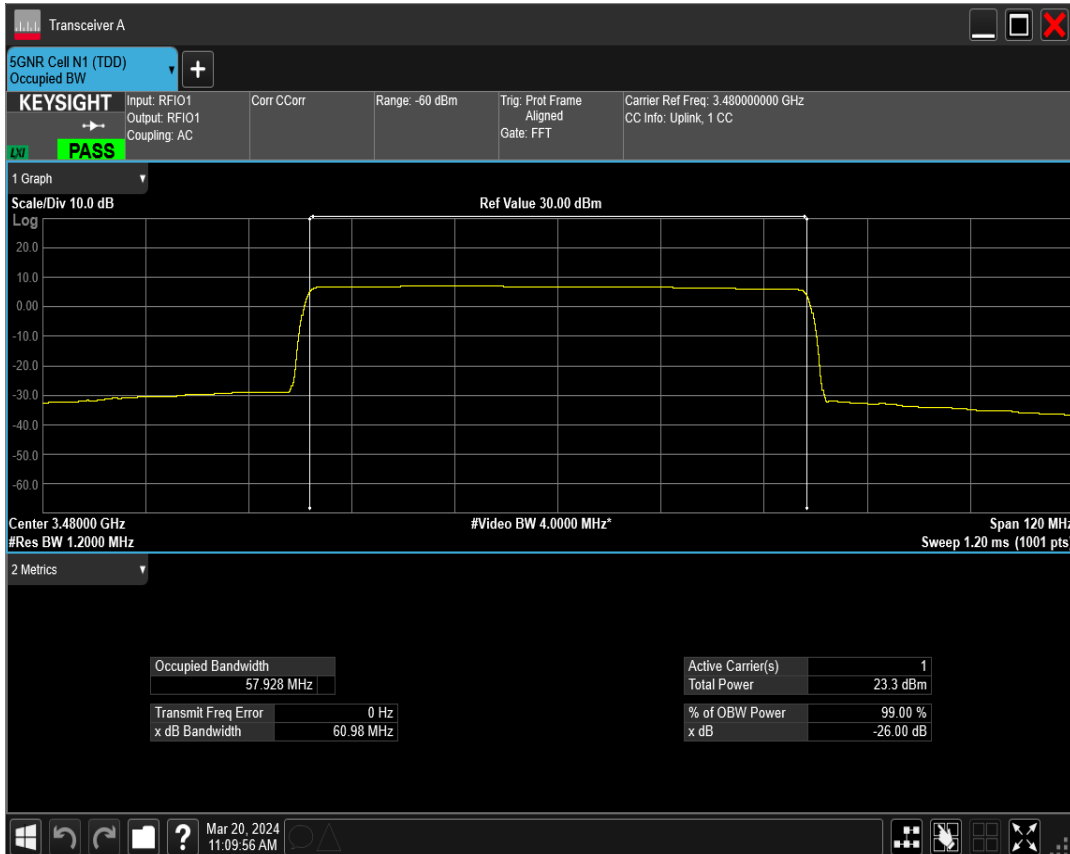 Transceiver A
5GNR Cell N1 (TDD)
Occupied BW
+
KEYSIGHT
LXI
PASS
Input: RFIO1
Output: RFIO1
Coupling: AC
Corr CCorr
Range: -60 dBm
Trig: Prot Frame
Aligned
Gate: FFT
Carrier Ref Freq: 3.480000000 GHz
CC Info: Uplink, 1 CC
1 Graph
Scale/Div 10.0 dB
Ref Value 30.00 dBm
Log
20.0
10.0
0.00
-10.0
-20.0
-30.0
-40.0
-50.0
-60.0
Center 3.48000 GHz
#Video BW 4.0000 MHz*
Span 120 MHz
#Res BW 1.2000 MHz
Sweep 1.20 ms (1001 pts)
2 Metrics
Occupied Bandwidth
57.928 MHz
Transmit Freq Error 0 Hz
x dB Bandwidth 60.98 MHz
Active Carrier(s) 1
Total Power 23.3 dBm
% of OBW Power 99.00 %
x dB -26.00 dB
?
Mar 20, 2024
11:09:56 AM